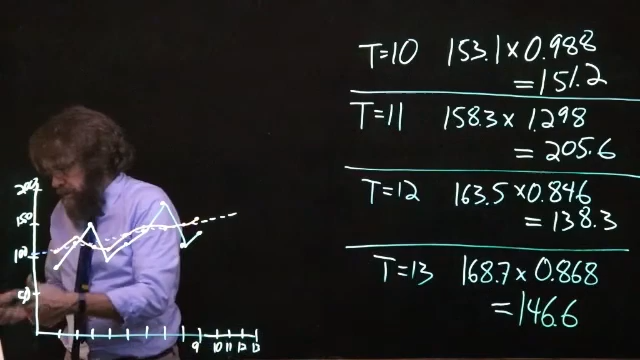 T=10 153.1 x 0.988
= 151.2
T=11 158.3 x 1.298
= 205.6
T=12 163.5 x 0.846
= 138.3
T=13 168.7 x 0.868
= 146.6
200
150
100
50
9 10 11 12 13